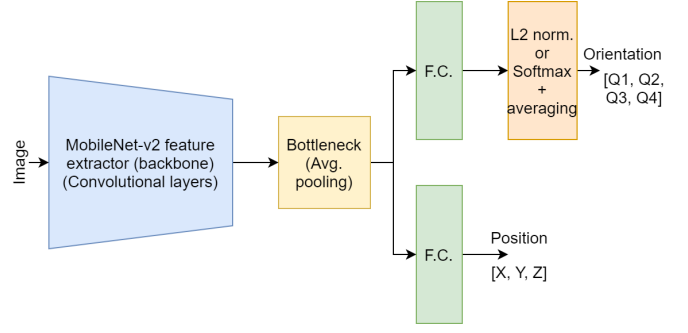 Image
MobileNet-v2 feature
extractor (backbone)
(Convolutional layers)
Bottleneck
(Avg.
pooling)
F.C.
L2 norm.
or
Softmax
+
averaging
Orientation
[Q1, Q2,
Q3, Q4]
F.C.
Position
[X, Y, Z]